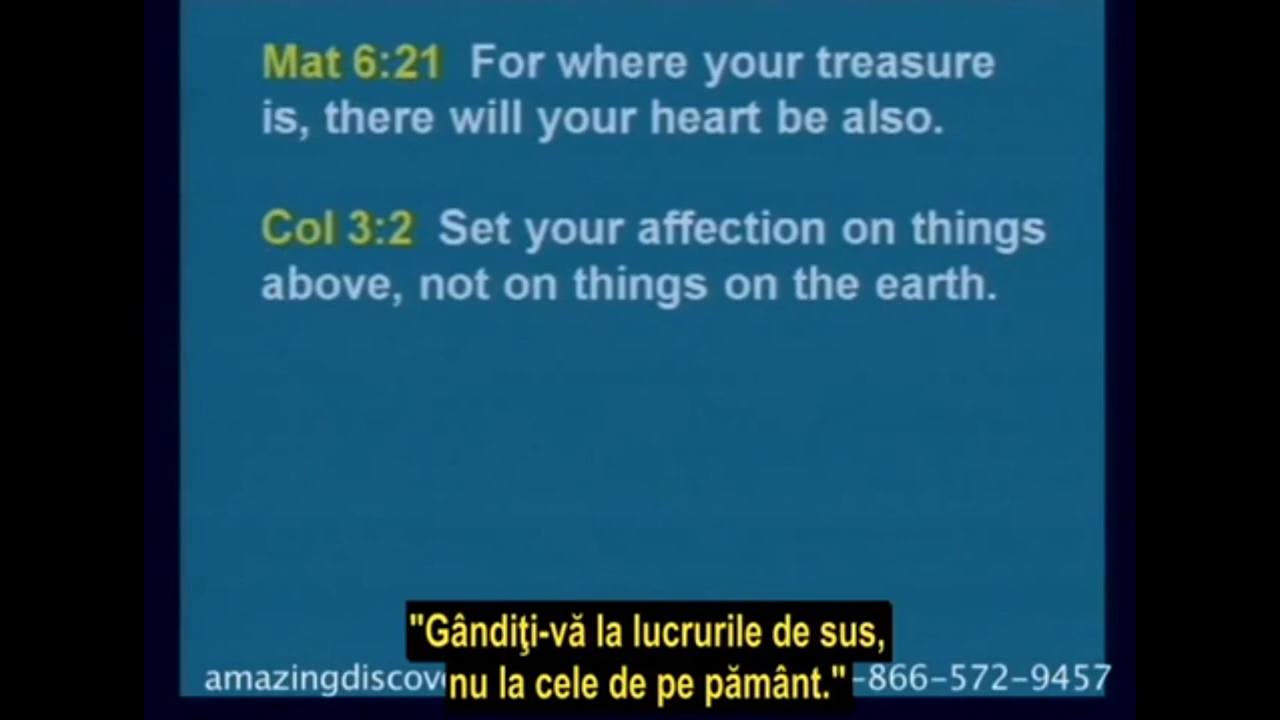 Mat 6:21 For where your treasure
is, there will your heart be also.
Col 3:2 Set your affection on things
above, not on things on the earth.
"Gândiţi-vă la lucrurile de sus,
nu la cele de pe pământ."
amazingdiscov -866-572-9457